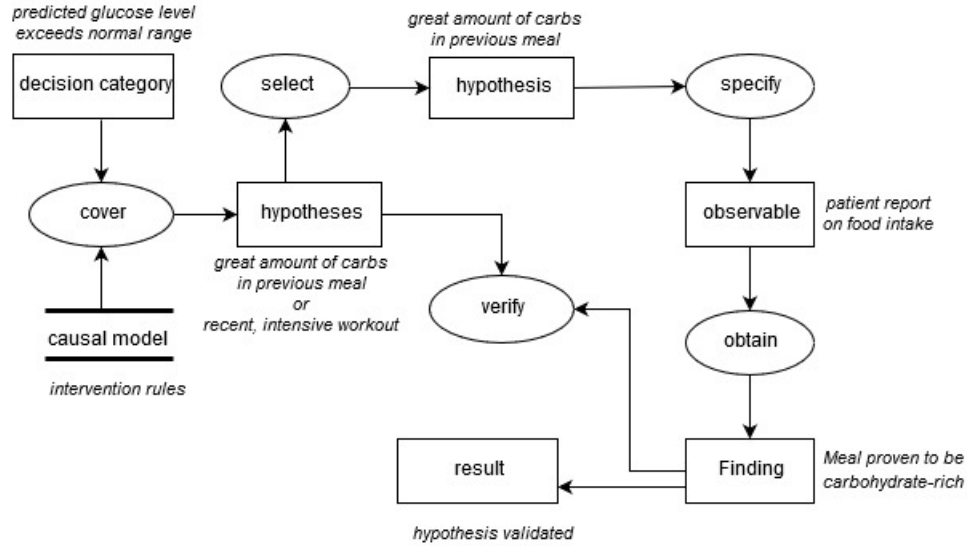 predicted glucose level
exceeds normal range
decision category
select
great amount of carbs
in previous meal
hypothesis
specify
cover
hypotheses
great amount of carbs
in previous meal
or
recent, intensive workout
observable
patient report
on food intake
causal model
intervention rules
verify
obtain
result
hypothesis validated
Finding
Meal proven to be
carbohydrate-rich